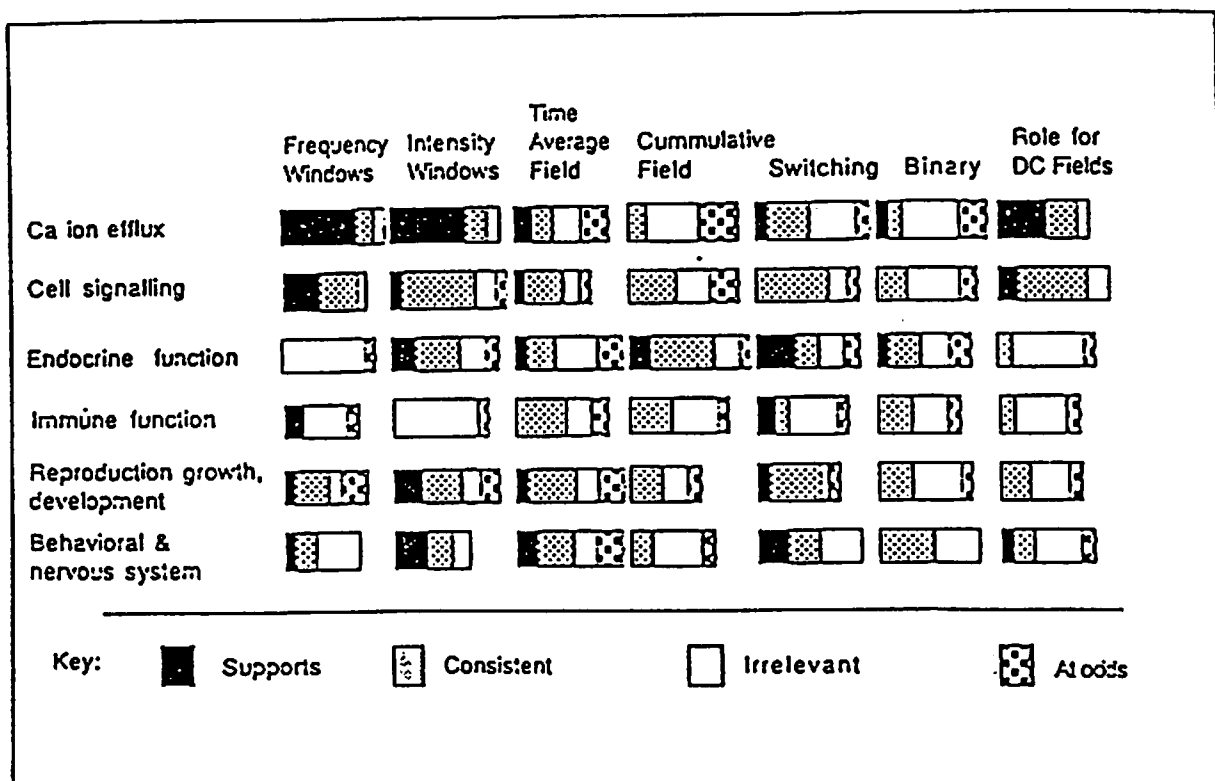 Frequency Windows
Intensity Windows
Time Average Field
Cummulative Field
Switching
Binary
Role for DC Fields
Ca ion efflux
Cell signalling
Endocrine function
Immune function
Reproduction growth,
development
Behavioral &
nervous system
Key:
Supports
Consistent
Irrelevant
At odds